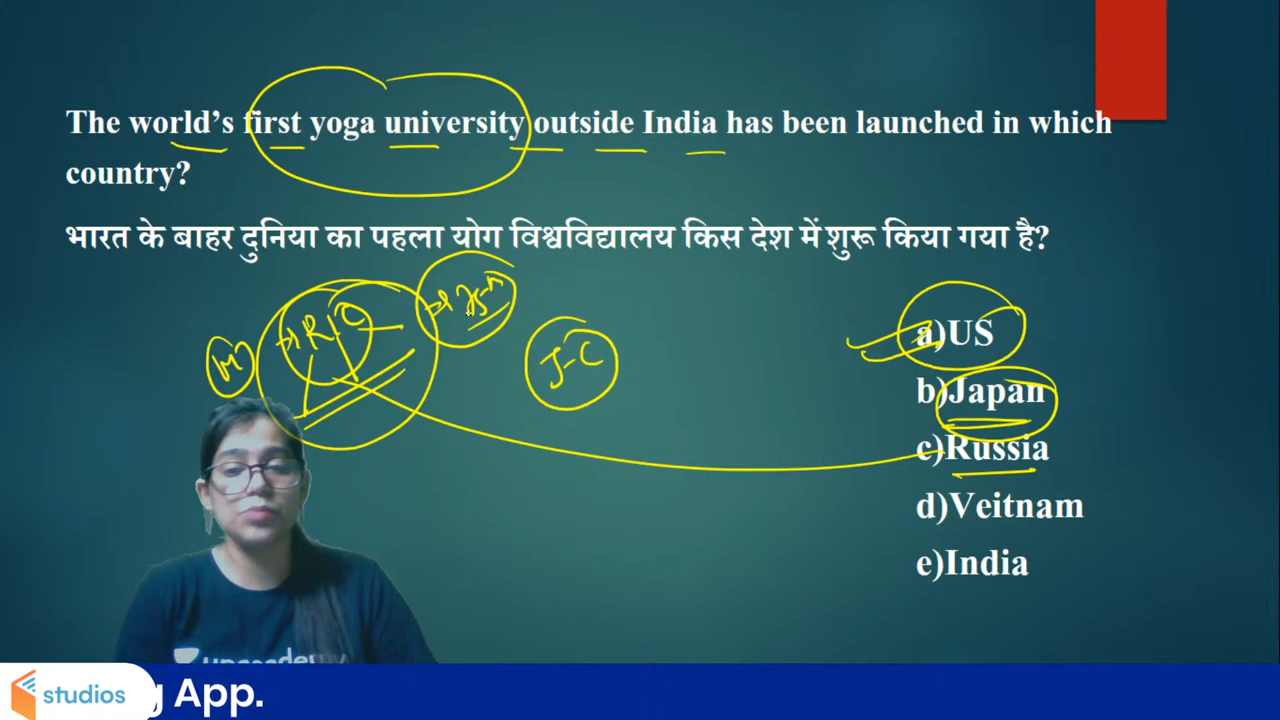 The world's first yoga university outside India has been launched in which
country?
भारत के बाहर दुनिया का पहला योग विश्वविद्यालय किस देश में शुरू किया गया है?
RIC
J-C
a)US
b)Japan
c)Russia
d)Veitnam
e)India
studios
App.